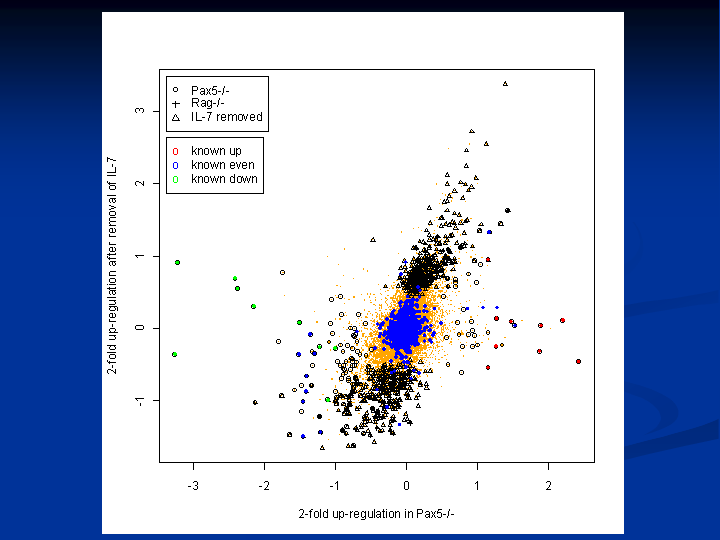 Pax5-/-
Rag-/-
IL-7 removed
known up
known even
known down
3
2
1
0
-1
2-fold up-regulation after removal of IL-7
-3
-2
-1
0
1
2
2-fold up-regulation in Pax5-/-